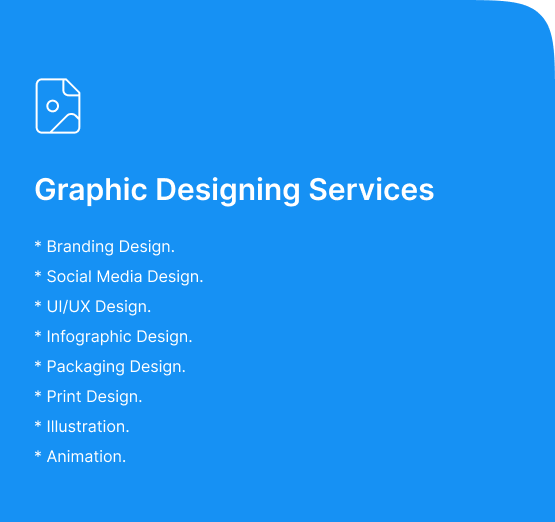 Graphic Designing Services
* Branding Design.
* Social Media Design.
* UI/UX Design.
* Infographic Design.
* Packaging Design.
* Print Design.
* Illustration.
* Animation.